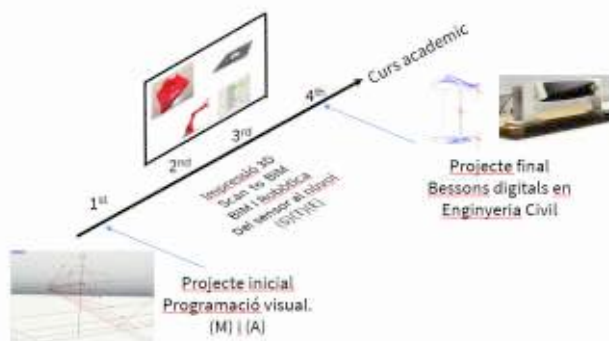 Curs academic
4th
3rd
2nd
1st
Impressió 3D
Scan to BIM
BIM i Robòtica
Del sensor al núvol
(S)(T)(E)
Projecte final
Bessons digitals en
Enginyeria Civil
Projecte inicial
Programació visual.
(M) i (A)